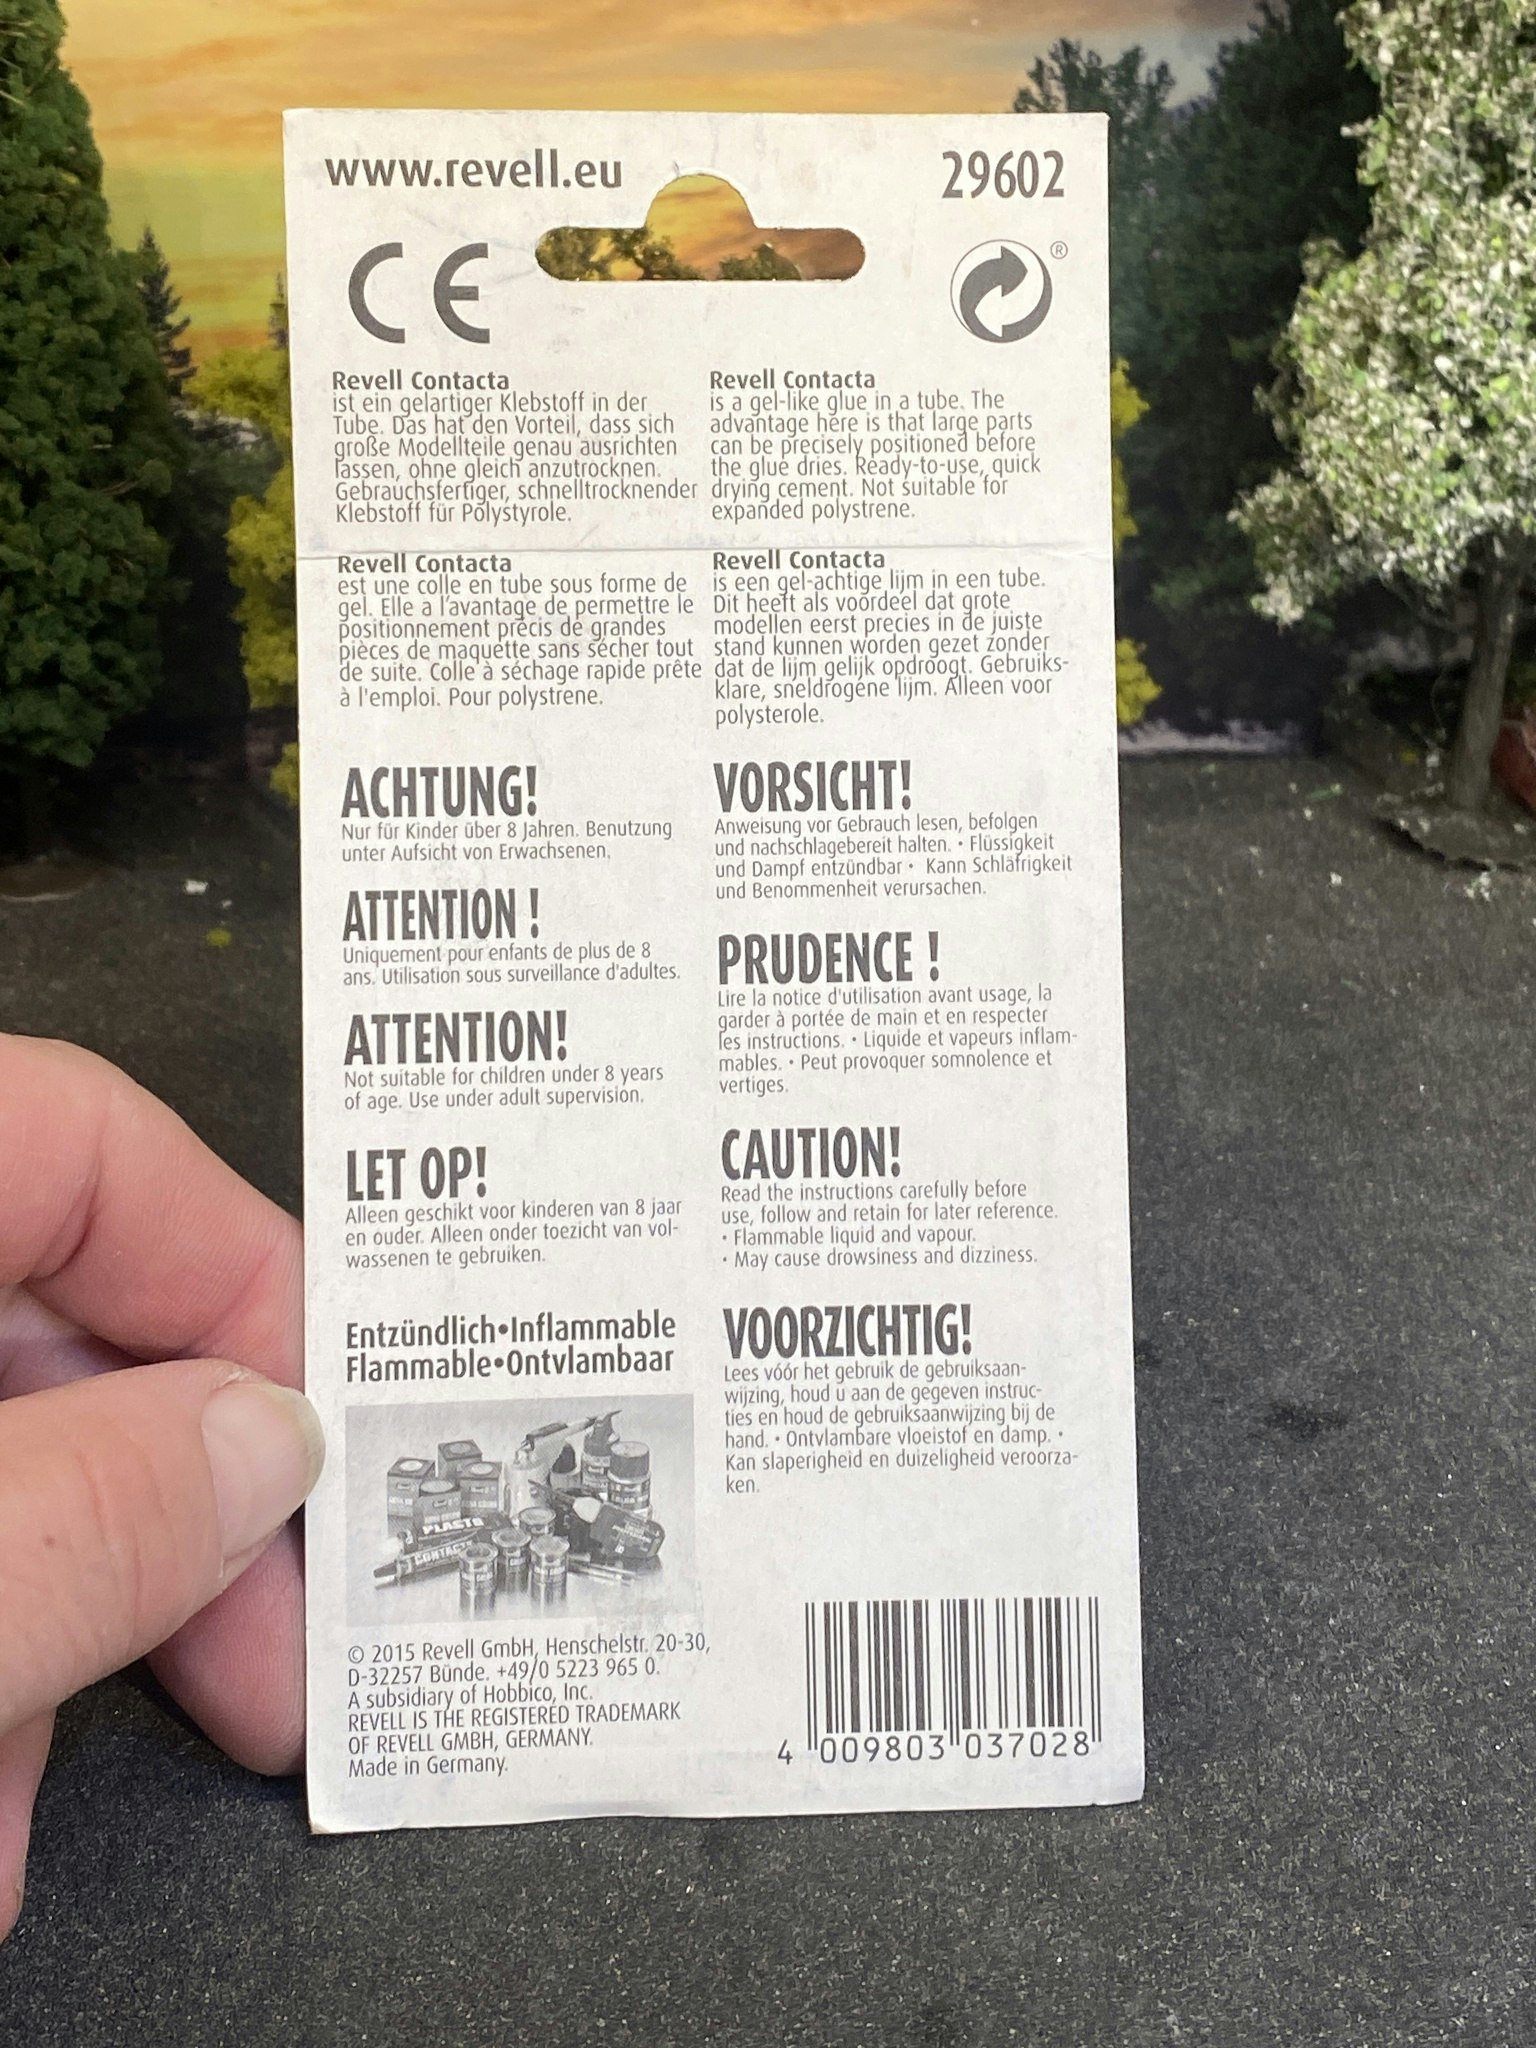 www.revell.eu
29602
CE
®
Revell Contacta
ist ein gelartiger Klebstoff in der
Tube. Das hat den Vorteil, dass sich
große Modellteile genau ausrichten
lassen, ohne gleich anzutrocknen.
Gebrauchsfertiger, schnelltrocknender
Klebstoff für Polystyrole.
Revell Contacta
is a gel-like glue in a tube. The
advantage here is that large parts
can be precisely positioned before
the glue dries. Ready-to-use, quick
drying cement. Not suitable for
expanded polystrene.
Revell Contacta
est une colle en tube sous forme de
gel. Elle a l'avantage de permettre le
positionnement précis de grandes
pièces de maquette sans sécher tout
de suite. Colle à séchage rapide prête
à l'emploi. Pour polystrene.
Revell Contacta
is een gel-achtige lijm in een tube.
Dit heeft als voordeel dat grote
modellen eerst precies in de juiste
stand kunnen worden gezet zonder
dat de lijm gelijk opdroogt. Gebruiks-
klare, sneldrogene lijm. Alleen voor
polysterole.
ACHTUNG!
Nur für Kinder über 8 Jahren. Benutzung
unter Aufsicht von Erwachsenen.
ATTENTION !
Uniquement pour enfants de plus de 8
ans. Utilisation sous surveillance d'adultes.
ATTENTION!
Not suitable for children under 8 years
of age. Use under adult supervision.
LET OP!
Alleen geschikt voor kinderen van 8 jaar
en ouder. Alleen onder toezicht van vol-
wassenen te gebruiken.
Entzündlich•Inflammable
Flammable•Ontvlambaar
VORSICHT!
Anweisung vor Gebrauch lesen, befolgen
und nachschlagebereit halten. • Flüssigkeit
und Dampf entzündbar • Kann Schläfrigkeit
und Benommenheit verursachen.
PRUDENCE !
Lire la notice d'utilisation avant usage, la
garder à portée de main et en respecter
les instructions. • Liquide et vapeurs inflam-
mables. • Peut provoquer somnolence et
vertiges.
CAUTION!
Read the instructions carefully before
use, follow and retain for later reference.
• Flammable liquid and vapour.
• May cause drowsiness and dizziness.
VOORZICHTIG!
Lees vóór het gebruik de gebruiksaan-
wijzing, houd u aan de gegeven instruc-
ties en houd de gebruiksaanwijzing bij de
hand. • Ontvlambare vloeistof en damp. •
Kan slaperigheid en duizeligheid veroorza-
ken.
PLASTO
CONTACTA
© 2015 Revell GmbH, Henschelstr. 20-30,
D-32257 Bünde. +49/0 5223 965 0.
A subsidiary of Hobbico, Inc.
REVELL IS THE REGISTERED TRADEMARK
OF REVELL GMBH, GERMANY.
Made in Germany.
4 009803 037028